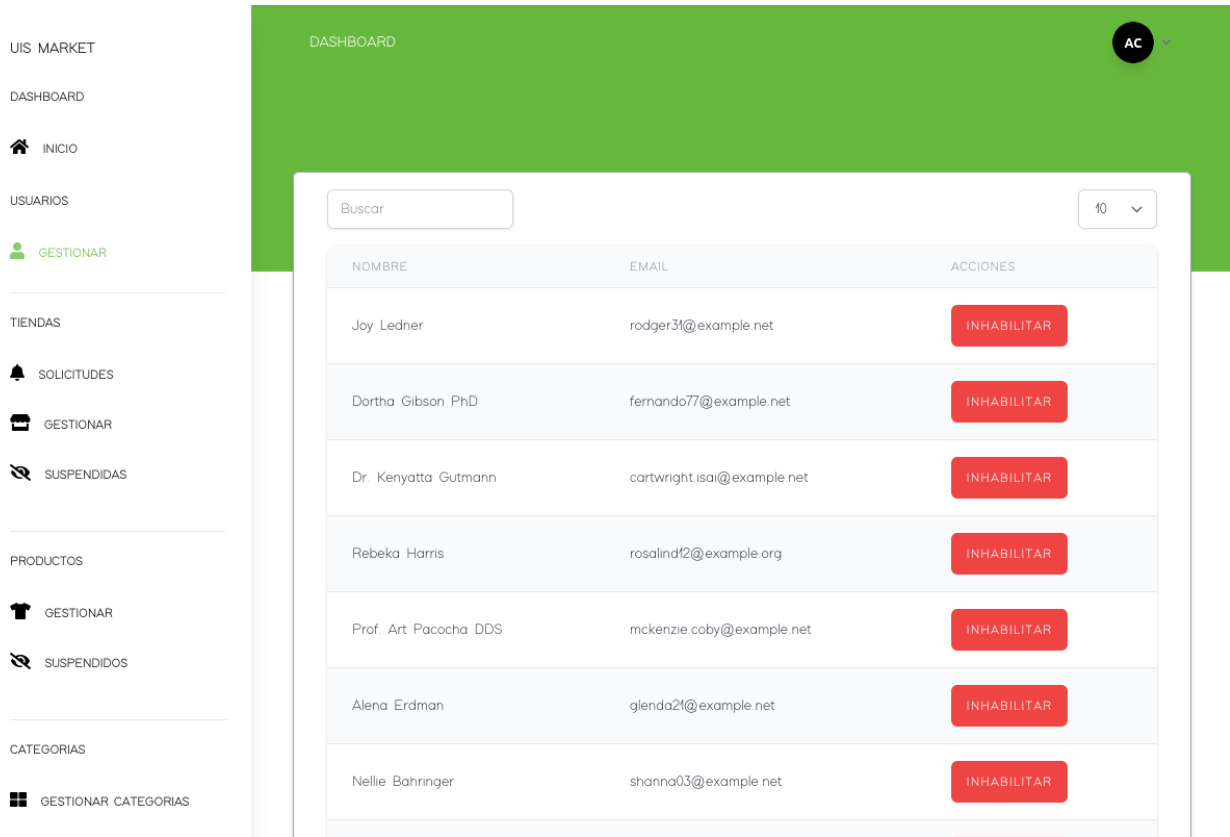 UIS MARKET
DASHBOARD
INICIO
USUARIOS
GESTIONAR
TIENDAS
SOLICITUDES
GESTIONAR
SUSPENDIDAS
PRODUCTOS
GESTIONAR
SUSPENDIDOS
CATEGORIAS
GESTIONAR CATEGORIAS
DASHBOARD
AC
Buscar
10
NOMBRE EMAIL ACCIONES
Joy Ledner rodger31@example.net INHABILITAR
Dortha Gibson PhD fernando77@example.net INHABILITAR
Dr. Kenyatta Gutmann cartwright.isai@example.net INHABILITAR
Rebeka Harris rosalind12@example.org INHABILITAR
Prof. Art Pacocha DDS mckenzie.coby@example.net INHABILITAR
Alena Erdman glenda21@example.net INHABILITAR
Nellie Bahringer shanna03@example.net INHABILITAR